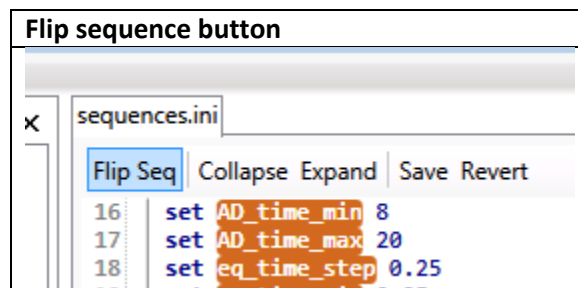 Flip sequence button
sequences.ini
Flip Seq Collapse Expand Save Revert
16 set AD_time_min 8
17 set AD_time_max 20
18 set eq_time_step 0.25